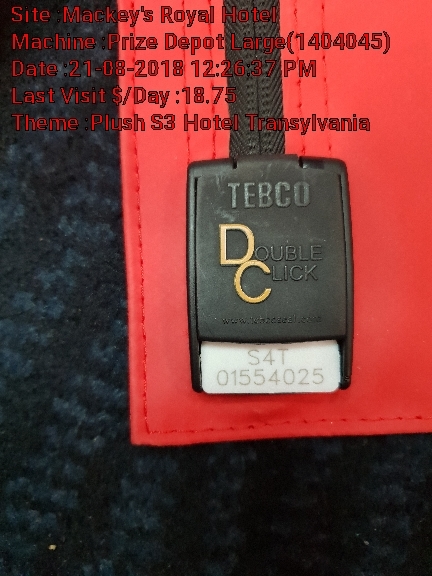 Site :Mackey's Royal Hotel
Machine :Prize Depot Large(1404045)
Date :21-08-2018 12:26:37 PM
Last Visit $/Day :18.75
Theme :Plush S3 Hotel Transylvania
TEBCO
DOUBLE
CLICK
S4T
01554025